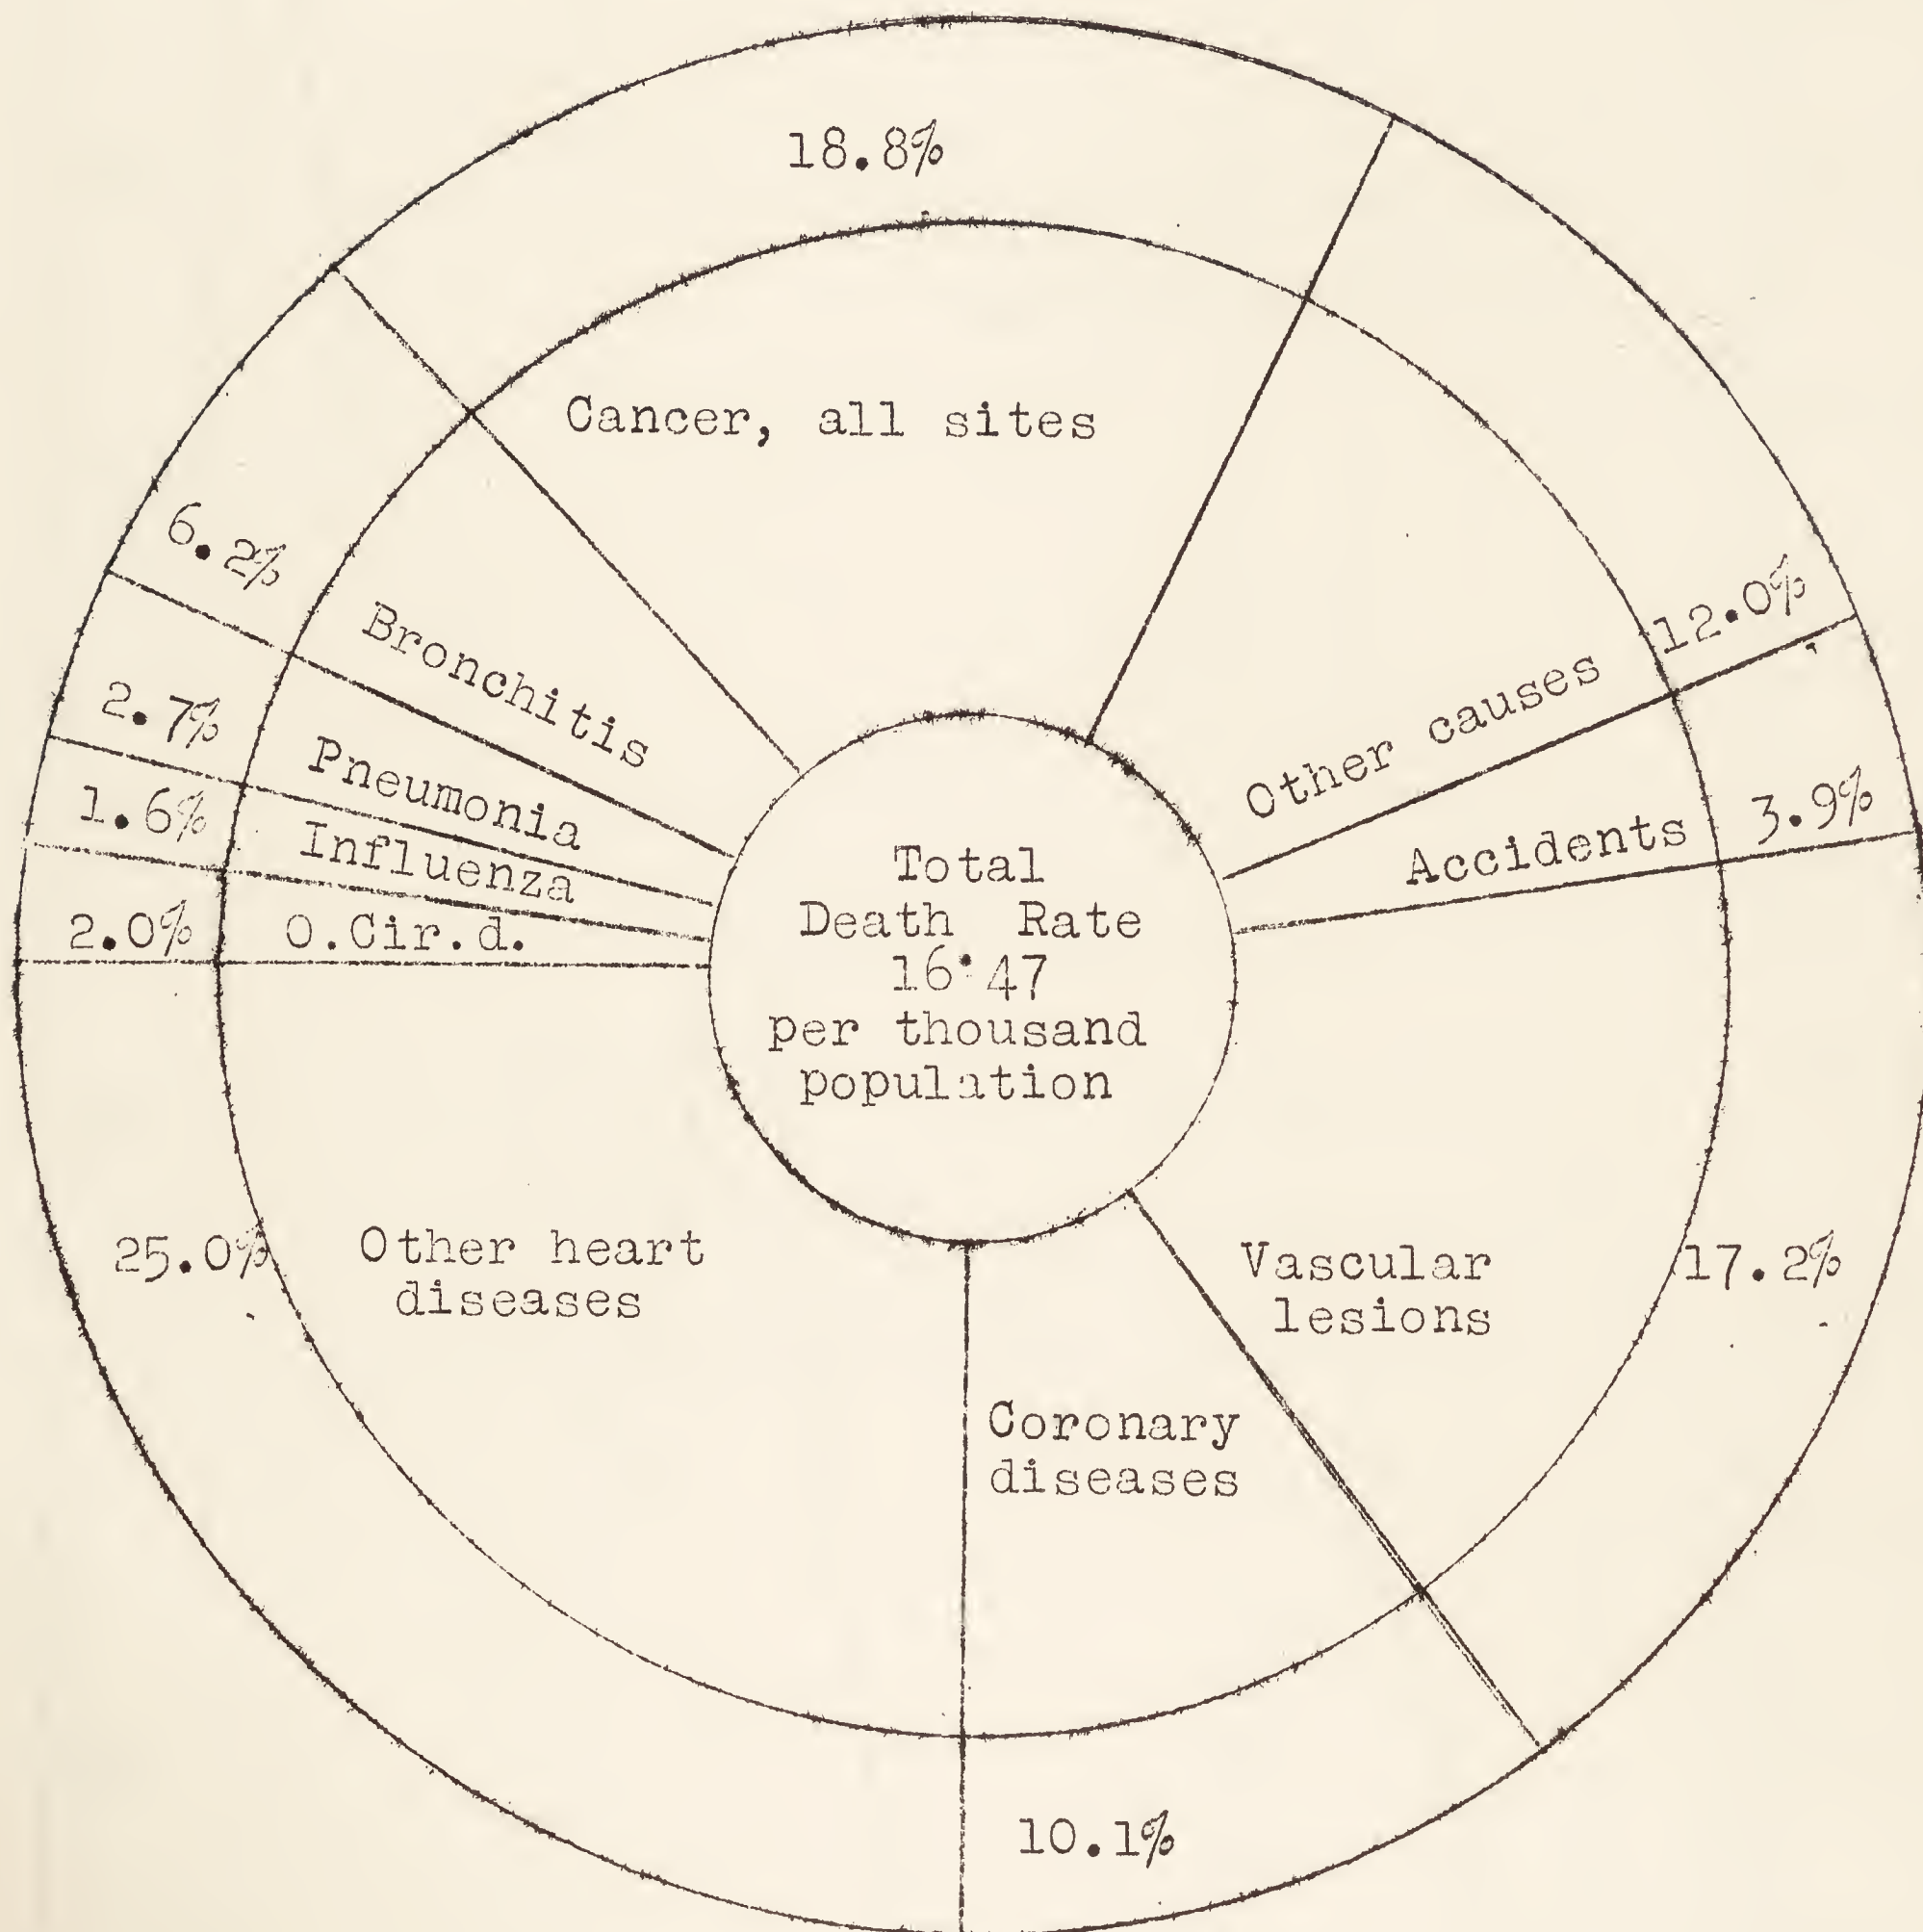 18.8%
Cancer, all sites
6.2%
Bronchitis
2.7%
Pneumonia
1.6%
Influenza
2.0%
O.Cir.d.
12.0%
Other causes
3.9%
Accidents
Total
Death Rate
16·47
per thousand
population
25.0%
Other heart
diseases
Vascular
lesions
17.2%
Coronary
diseases
10.1%